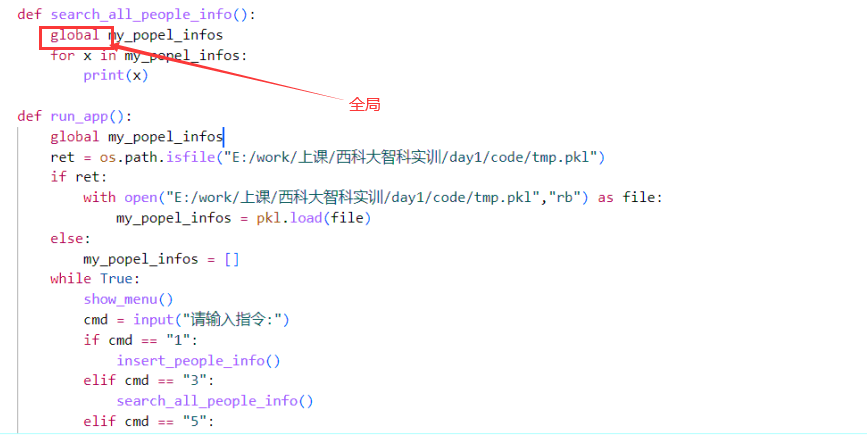 def search_all_people_info():
    global my_popel_infos
    for x in my_popel_infos:
        print(x)
全局
def run_app():
    global my_popel_infos
    ret = os.path.isfile("E:/work/上课/西科大智科实训/day1/code/tmp.pkl")
    if ret:
        with open("E:/work/上课/西科大智科实训/day1/code/tmp.pkl","rb") as file:
            my_popel_infos = pkl.load(file)
    else:
        my_popel_infos = []
    while True:
        show_menu()
        cmd = input("请输入指令:")
        if cmd == "1":
            insert_people_info()
        elif cmd == "3":
            search_all_people_info()
        elif cmd == "5":